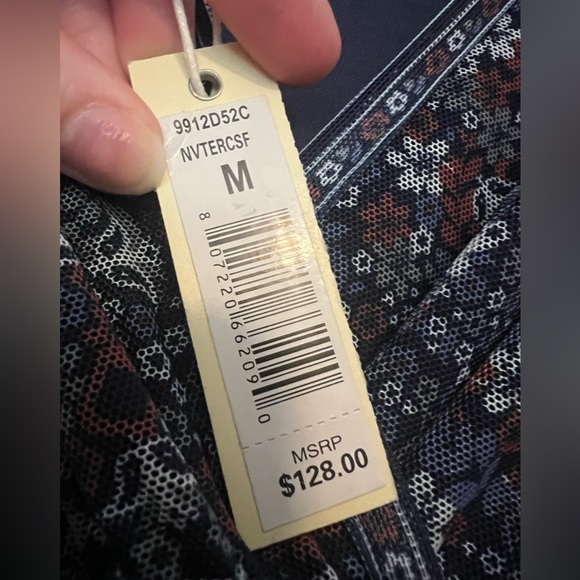 9912D52C
NVTERCSF
M
8 07220 66209 0
MSRP
$128.00